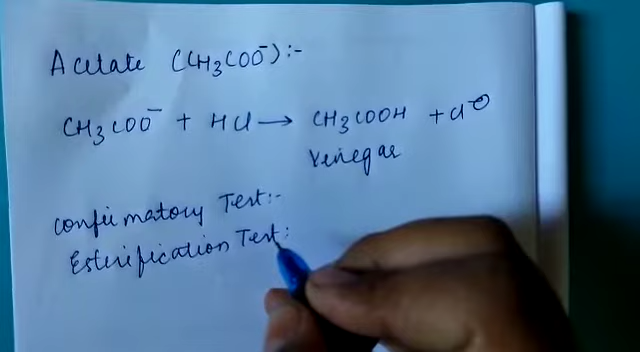 Acetate (CH₃COO⁻) :-
CH₃COO⁻ + HCl ⟶ CH₃COOH + Cl⊖
Vinegar
Confirmatory Test :-
Esterification Test :